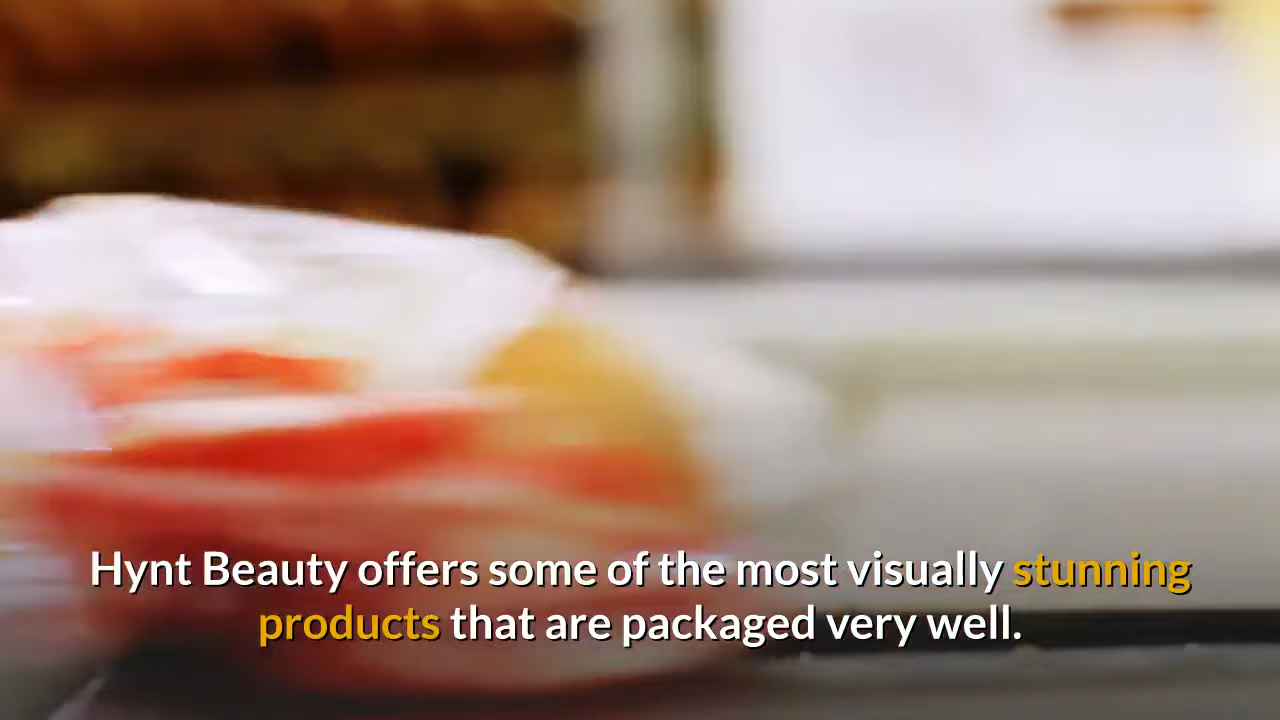 Hynt Beauty offers some of the most visually stunning
products that are packaged very well.